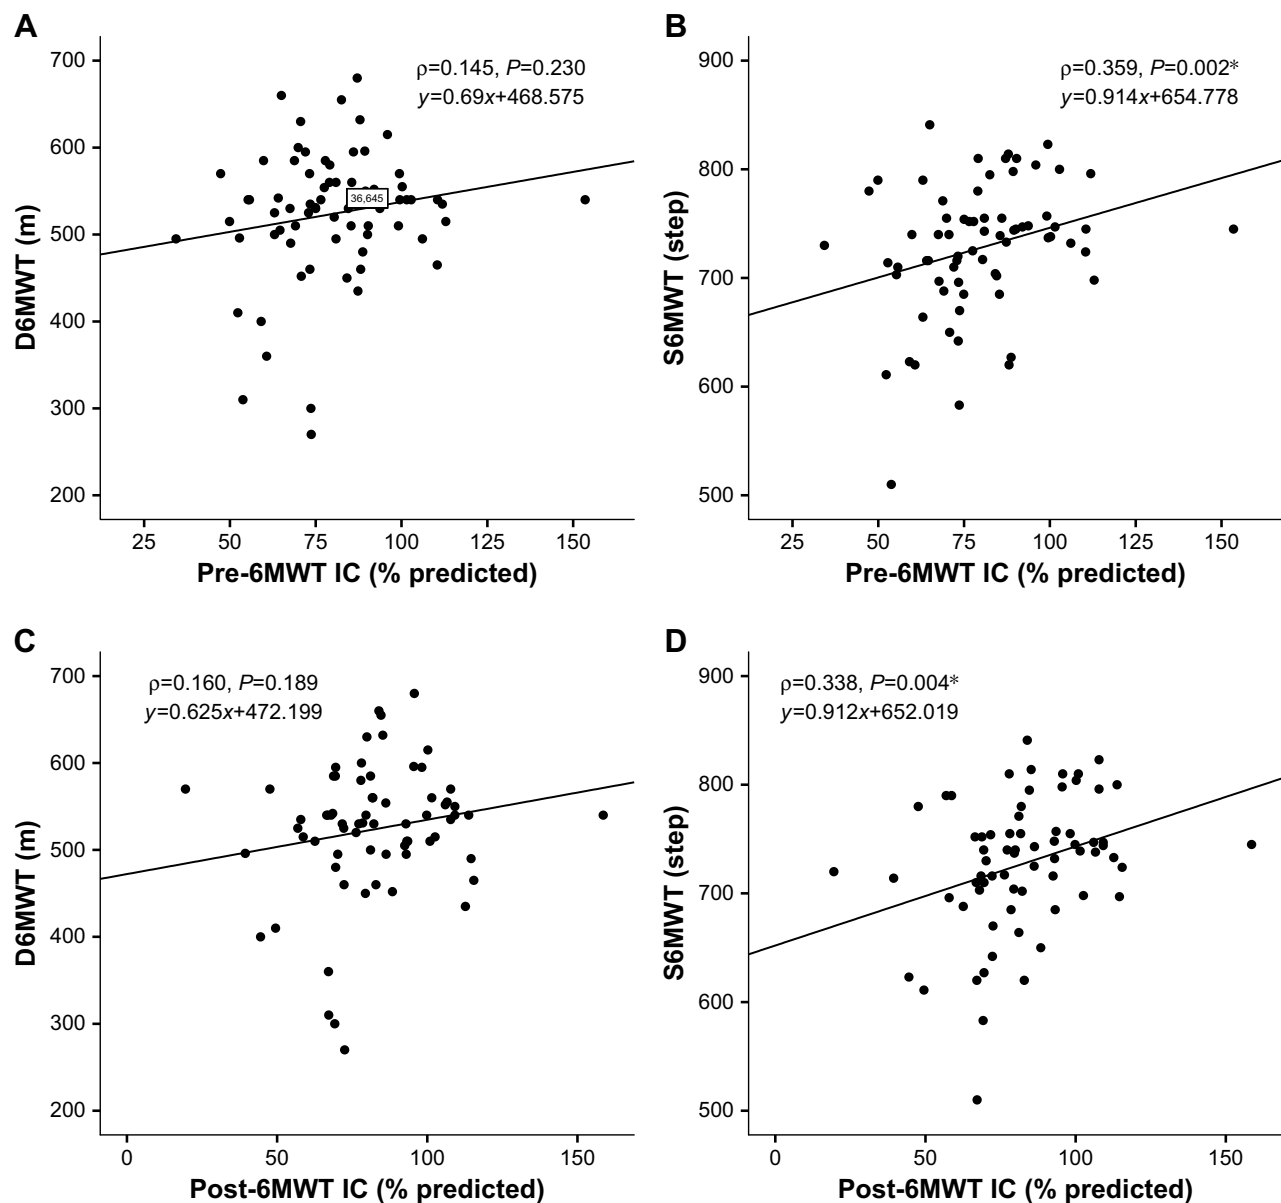 A
ρ=0.145, P=0.230
y=0.69x+468.575
700
600
500
400
300
200
D6MWT (m)
36,645
25
50
75
100
125
150
Pre-6MWT IC (% predicted)
B
ρ=0.359, P=0.002*
y=0.914x+654.778
900
800
700
600
500
S6MWT (step)
25
50
75
100
125
150
Pre-6MWT IC (% predicted)
C
ρ=0.160, P=0.189
y=0.625x+472.199
700
600
500
400
300
200
D6MWT (m)
0
50
100
150
Post-6MWT IC (% predicted)
D
ρ=0.338, P=0.004*
y=0.912x+652.019
900
800
700
600
500
S6MWT (step)
0
50
100
150
Post-6MWT IC (% predicted)